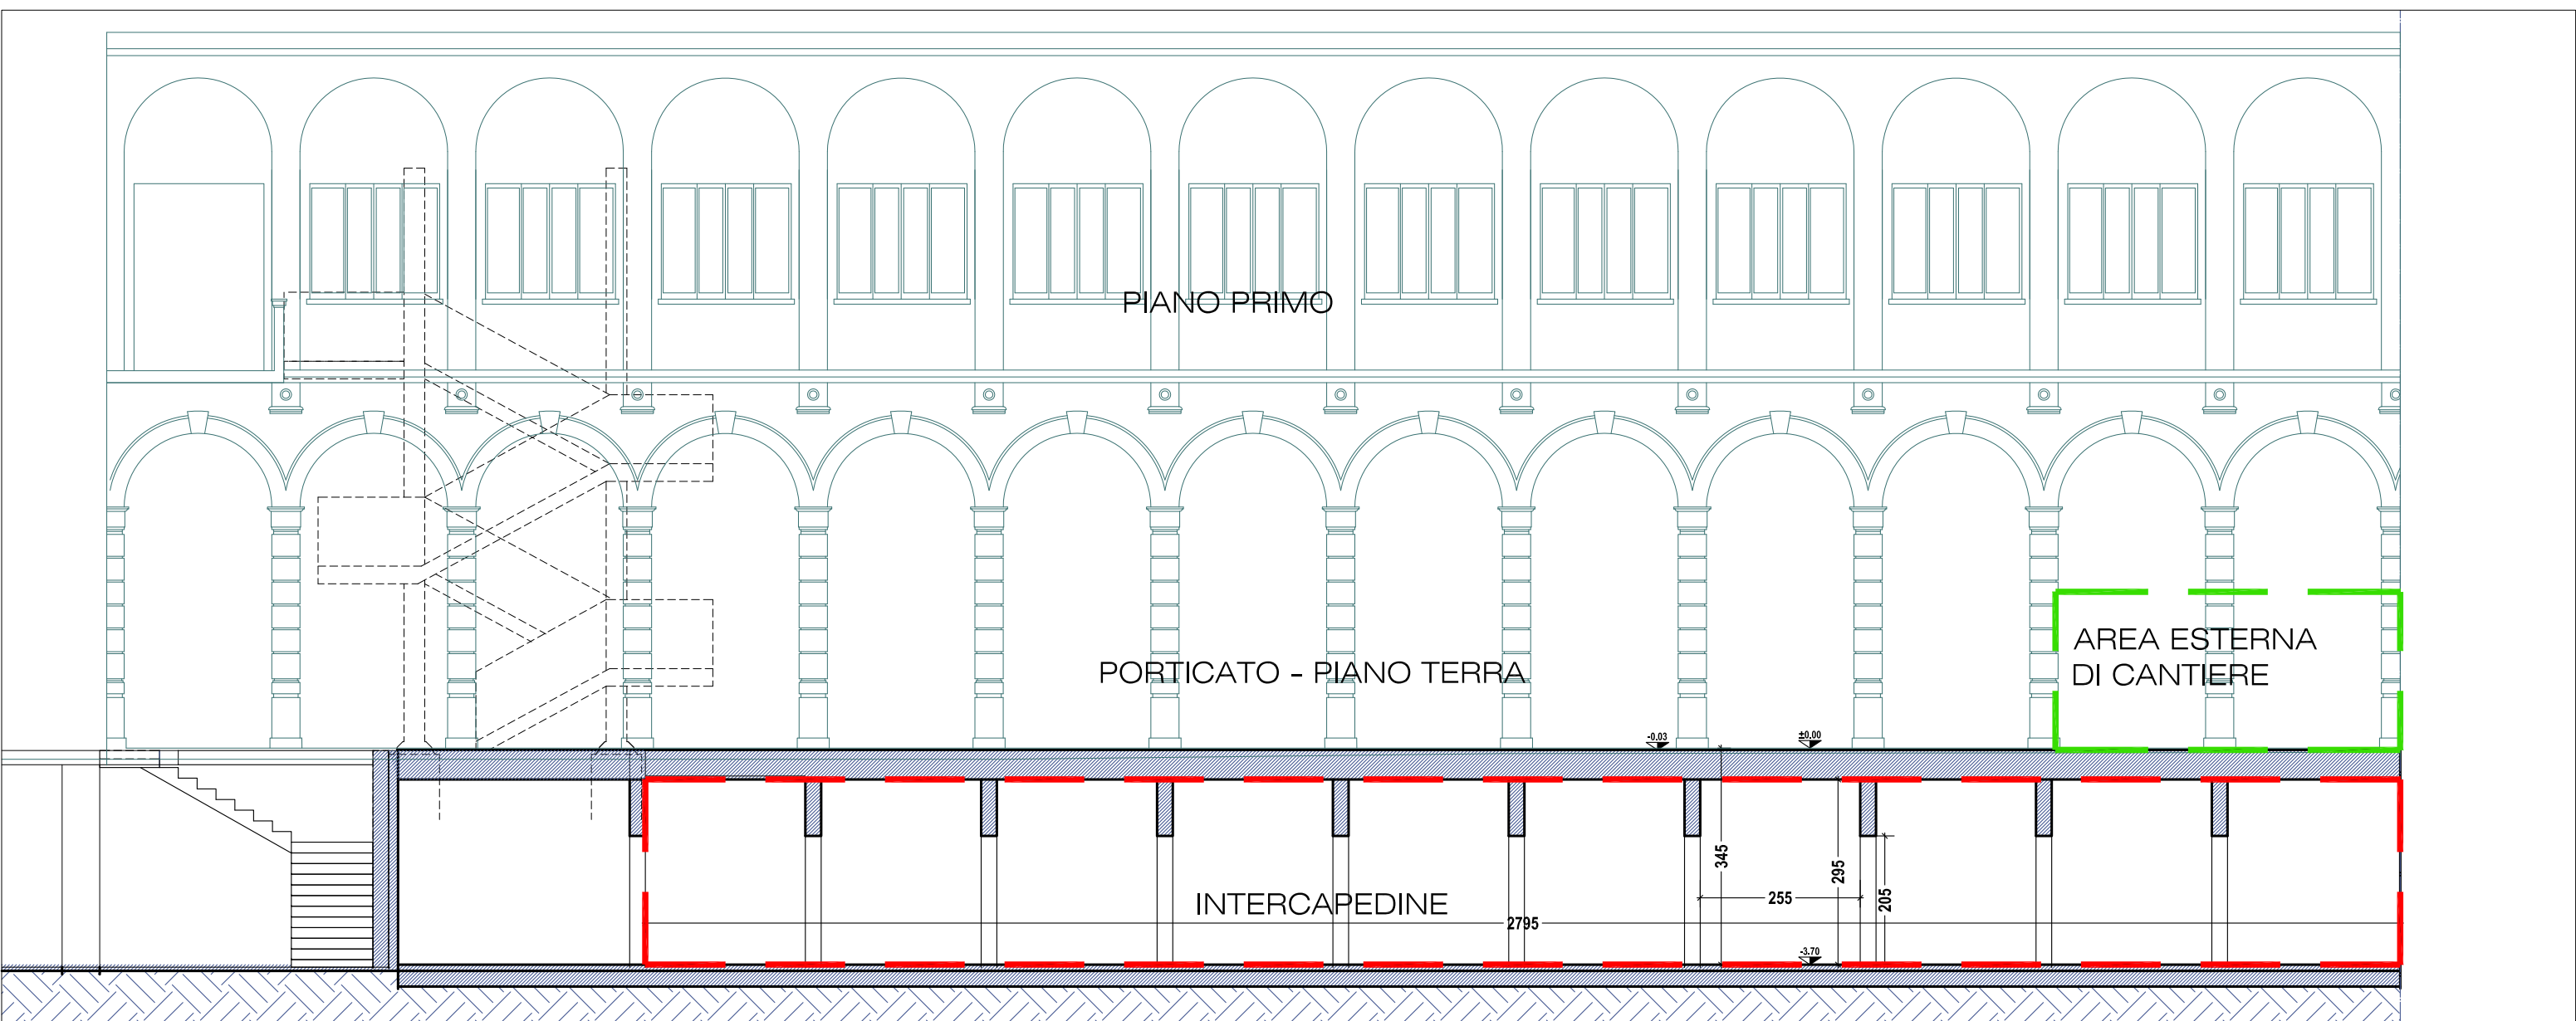 PIANO PRIMO
AREA ESTERNA
DI CANTIERE
PORTICATO - PIANO TERRA
-0.03
±0.00
345
295
205
255
INTERCAPEDINE
2795
-3.70